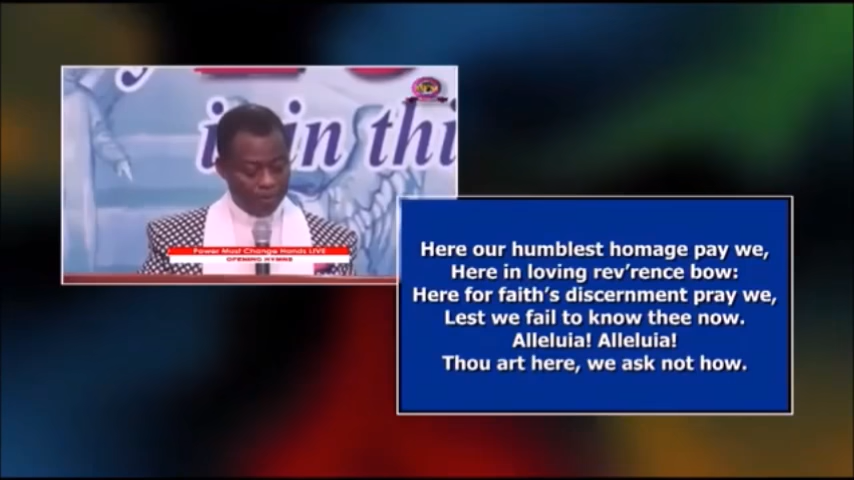 is in thi
Power Must Change Hands LIVE
OPENING HYMNS
Here our humblest homage pay we,
Here in loving rev'rence bow:
Here for faith's discernment pray we,
Lest we fail to know thee now.
Alleluia! Alleluia!
Thou art here, we ask not how.